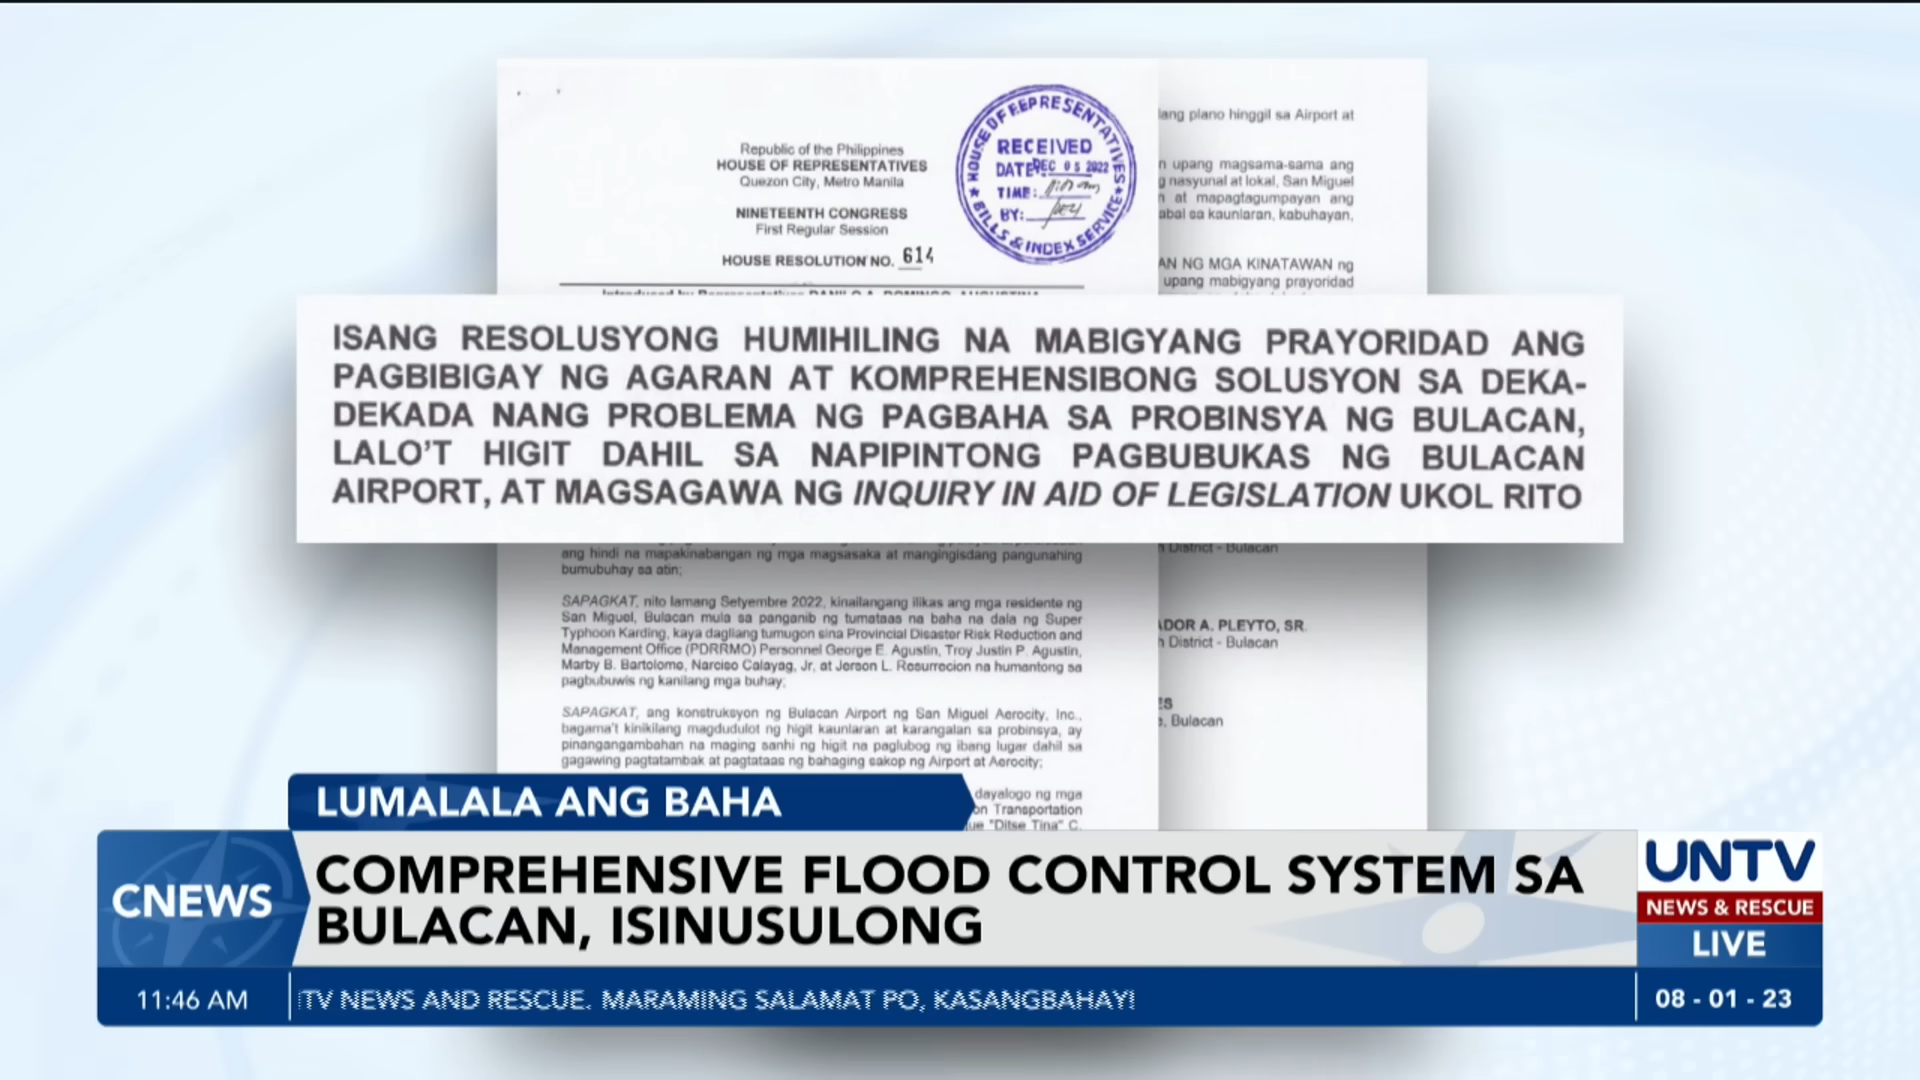 Republic of the Philippines
HOUSE OF REPRESENTATIVES
Quezon City, Metro Manila
NINETEENTH CONGRESS
First Regular Session
HOUSE RESOLUTION NO. 614
HOUSE OF REPRESENTATIVES
RECEIVED
DATE: DEC 05 2022
TIME:
BY:
BILLS & INDEX SERVICE
lang plano hinggil sa Airport at
n upang magsama-sama ang
g nasyunal at lokal, San Miguel
n at mapagtagumpayan ang
abal sa kaunlaran, kabuhayan,
AN NG MGA KINATAWAN ng
upang mabigyang prayoridad
ISANG RESOLUSYONG HUMIHILING NA MABIGYANG PRAYORIDAD ANG
PAGBIBIGAY NG AGARAN AT KOMPREHENSIBONG SOLUSYON SA DEKA-
DEKADA NANG PROBLEMA NG PAGBAHA SA PROBINSYA NG BULACAN,
LALO'T HIGIT DAHIL SA NAPIPINTONG PAGBUBUKAS NG BULACAN
AIRPORT, AT MAGSAGAWA NG INQUIRY IN AID OF LEGISLATION UKOL RITO
ang hindi na mapakinabangan ng mga magsasaka at mangingisdang pangunahing
bumubuhay sa atin;
SAPAGKAT, nito lamang Setyembre 2022, kinailangang ilikas ang mga residente ng
San Miguel, Bulacan mula sa panganib ng tumataas na baha na dala ng Super
Typhoon Karding, kaya dagliang tumugon sina Provincial Disaster Risk Reduction and
Management Office (PDRRMO) Personnel George E. Agustin, Troy Justin P. Agustin,
Marby B. Bartolome, Narciso Calayag, Jr, at Jerson L. Resurrecion na humantong sa
pagbubuwis ng kanilang mga buhay;
SAPAGKAT, ang konstruksyon ng Bulacan Airport ng San Miguel Aerocity, Inc.,
bagama't kinikilang magdudulot ng higit kaunlaran at karangalan sa probinsya, ay
pinangangambahan na maging sanhi ng higit na paglubog ng ibang lugar dahil sa
gagawing pagtatambak at pagtataas ng bahaging sakop ng Airport at Aerocity;
dayalogo ng mga
on Transportation
que "Ditse Tina" C.
h District - Bulacan
ADOR A. PLEYTO, SR.
h District - Bulacan
ES
e, Bulacan
LUMALALA ANG BAHA
CNEWS
COMPREHENSIVE FLOOD CONTROL SYSTEM SA
BULACAN, ISINUSULONG
UNTV
NEWS & RESCUE
LIVE
11:46 AM
TV NEWS AND RESCUE. MARAMING SALAMAT PO, KASANGBAHAY!
08 - 01 - 23